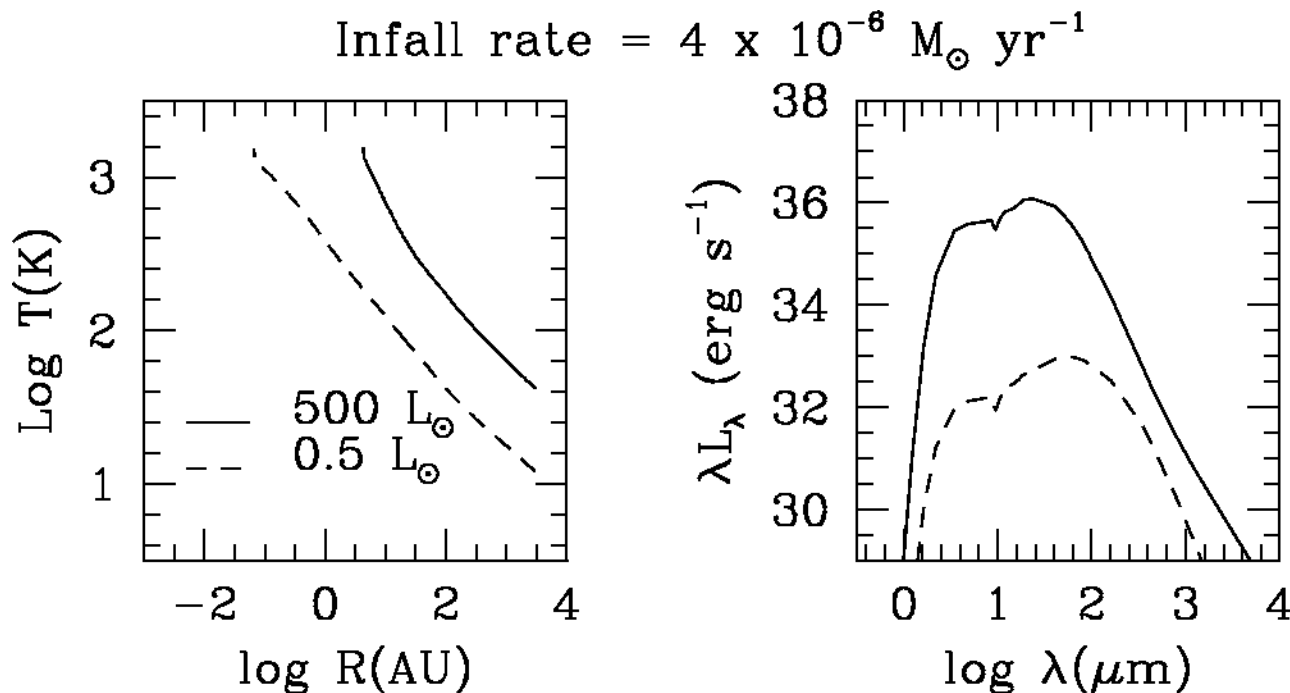 Infall rate = 4 x 10⁻⁶ M☉ yr⁻¹
Log T(K)
3
2
1
500 L☉
0.5 L☉
−2 0 2 4
log R(AU)
λL_λ (erg s⁻¹)
38
36
34
32
30
0 1 2 3 4
log λ(μm)